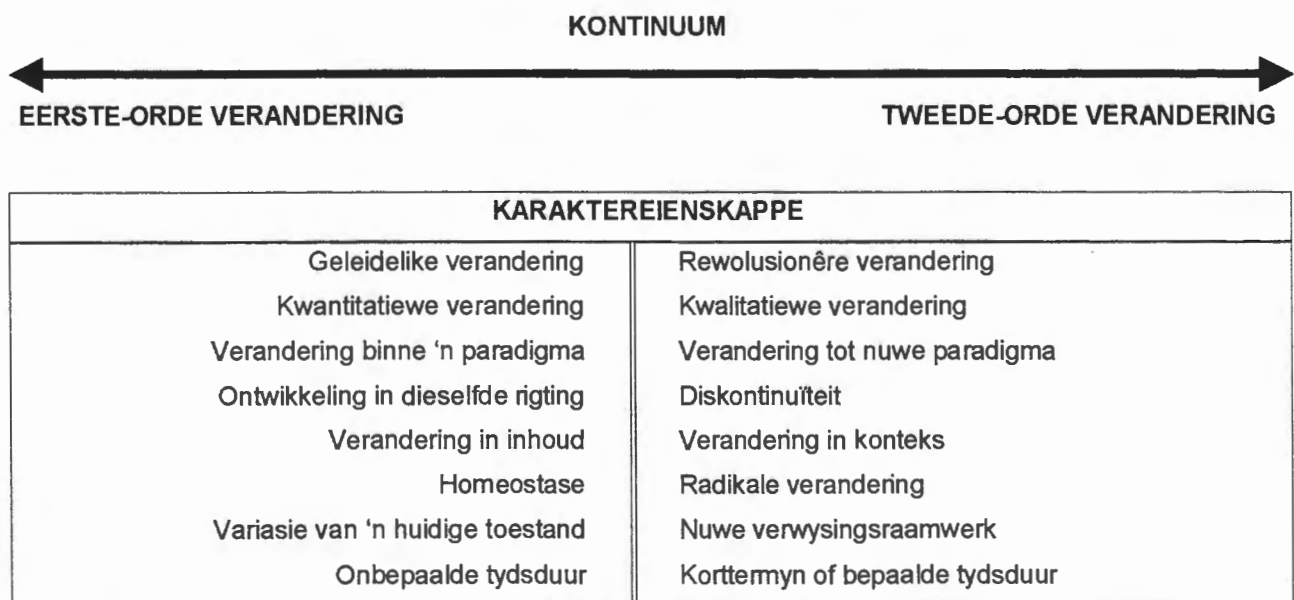 KONTINUUM
EERSTE-ORDE VERANDERING TWEEDE-ORDE VERANDERING
KARAKTEREIENSKAPPE
Geleidelike verandering Rewolusionêre verandering
Kwantitatiewe verandering Kwalitatiewe verandering
Verandering binne ‘n paradigma Verandering tot nuwe paradigma
Ontwikkeling in dieselfde rigting Diskontinuïteit
Verandering in inhoud Verandering in konteks
Homeostase Radikale verandering
Variasie van ‘n huidige toestand Nuwe verwysingsraamwerk
Onbepaalde tydsduur Korttermyn of bepaalde tydsduur